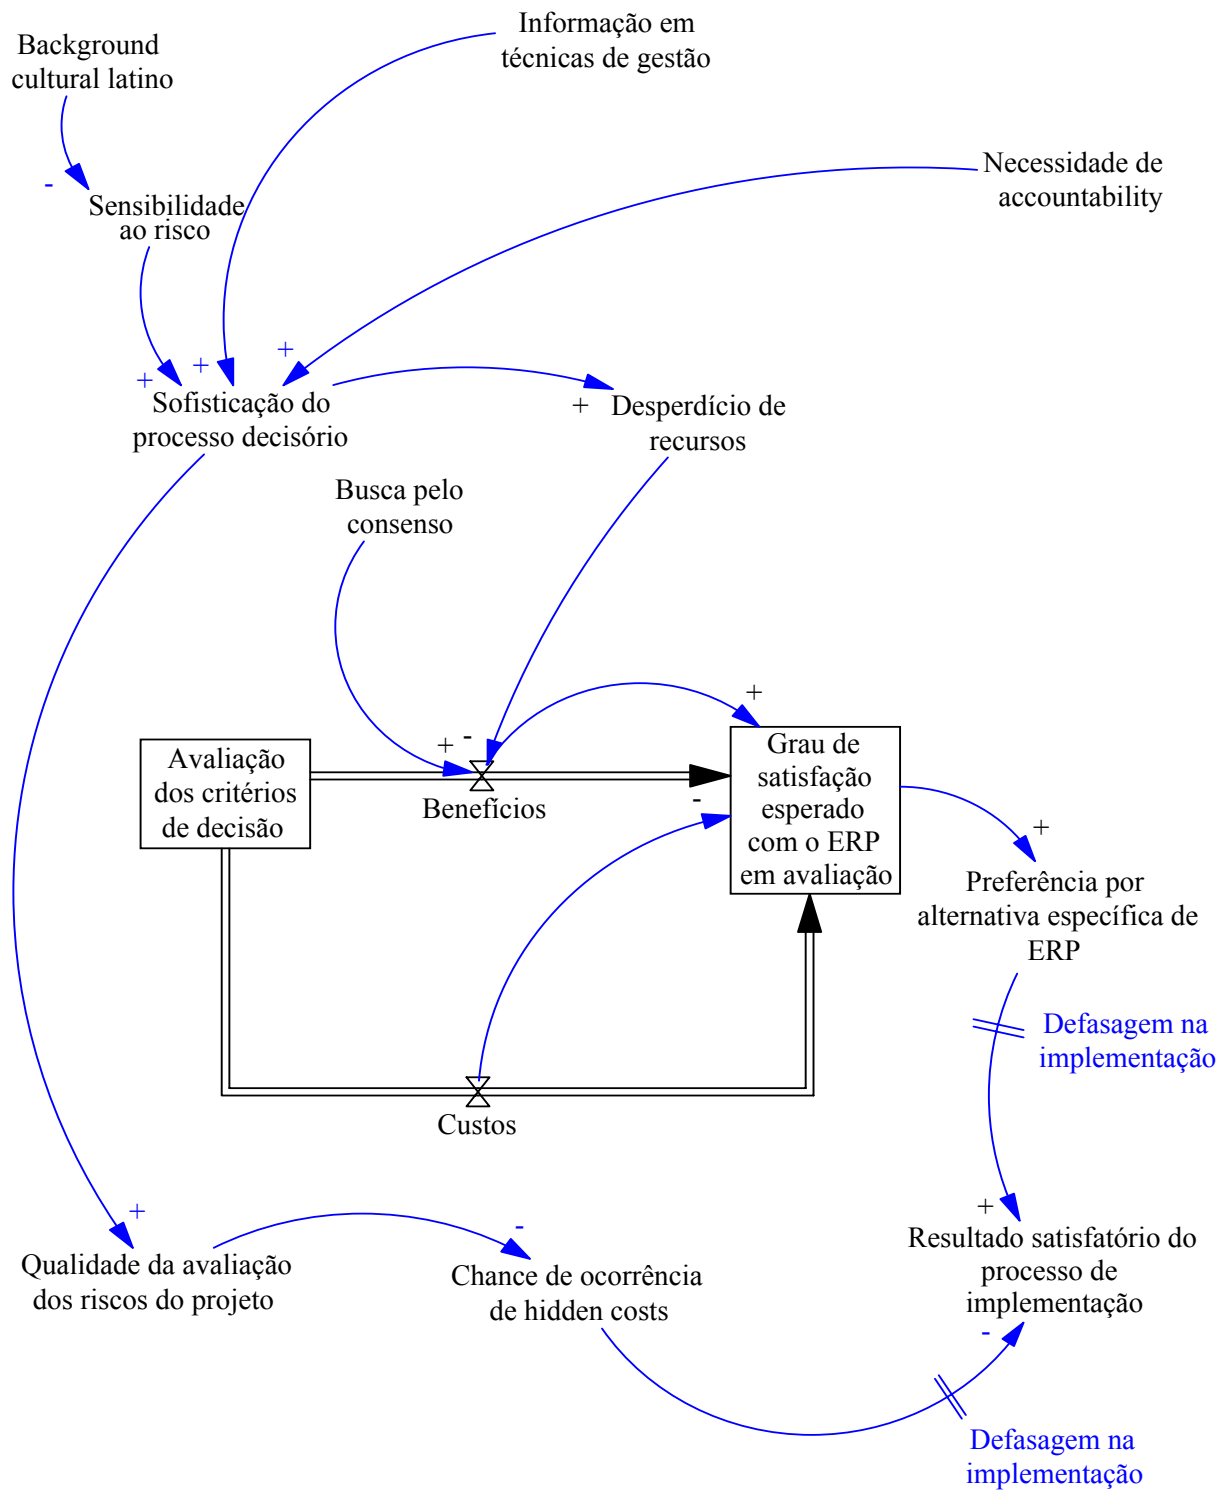 Background
cultural latino
Informação em
técnicas de gestão
Necessidade de
accountability
-
Sensibilidade
ao risco
+
+
+
Sofisticação do
processo decisório
+
Desperdício de
recursos
Busca pelo
consenso
+
-
+
Avaliação
dos critérios
de decisão
Benefícios
-
Grau de
satisfação
esperado
com o ERP
em avaliação
+
Preferência por
alternativa específica de
ERP
Defasagem na
implementação
Custos
+
Qualidade da avaliação
dos riscos do projeto
-
Chance de ocorrência
de hidden costs
+
Resultado satisfatório do
processo de
implementação
-
Defasagem na
implementação